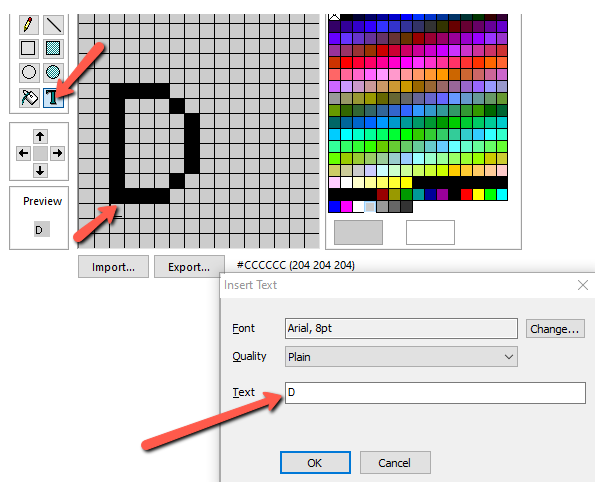 T
Preview
D
D
Import...
Export...
#CCCCCC (204 204 204)
Insert Text
Font
Arial, 8pt
Change...
Quality
Plain
Text
D
OK
Cancel